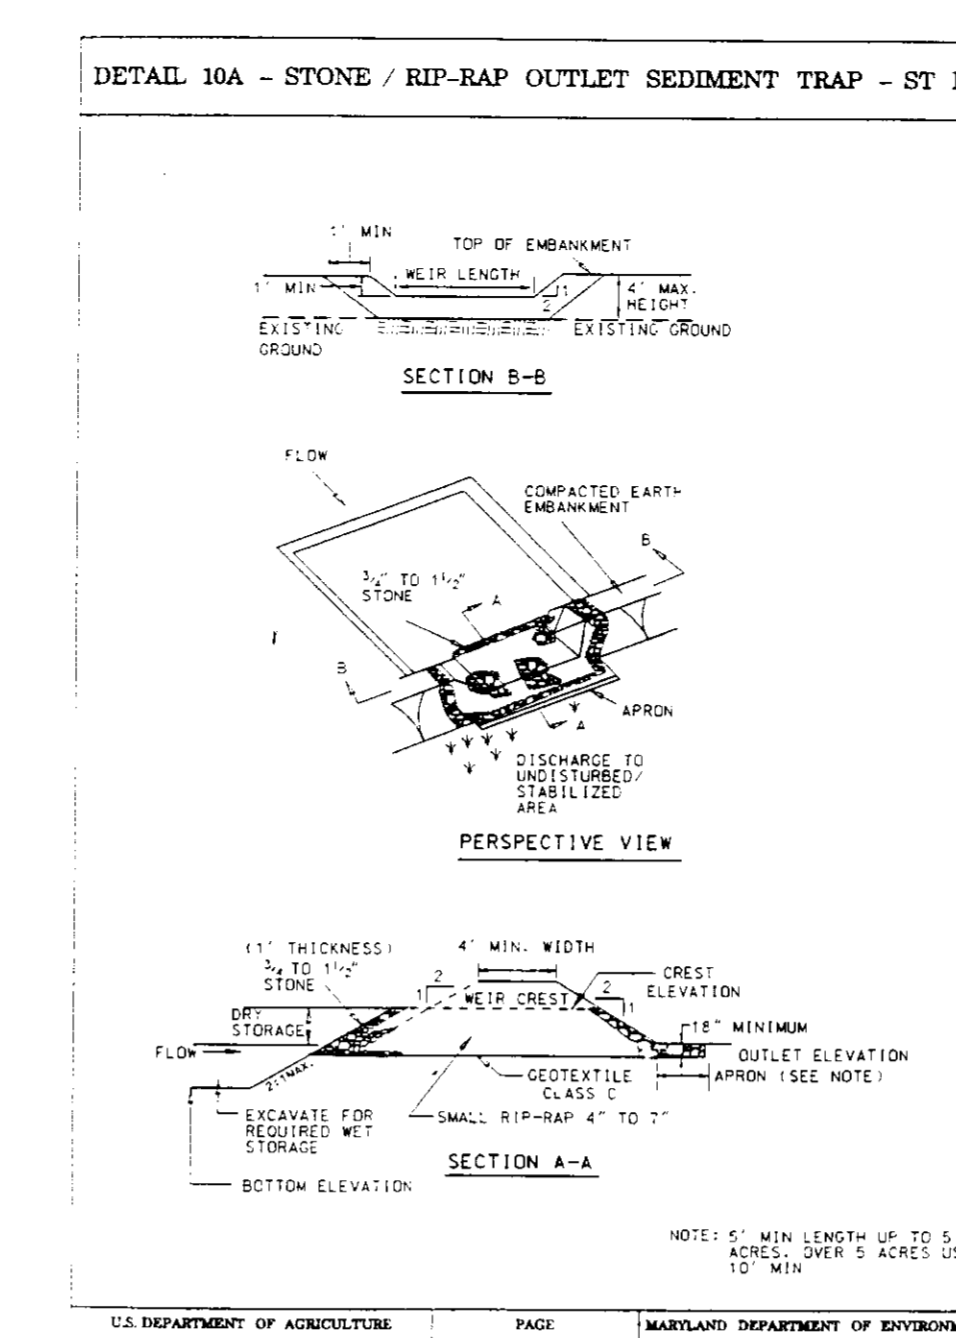 DETAIL 10A - STONE / RIP-RAP OUTLET SEDIMENT TRAP - ST
1' MIN
TOP OF EMBANKMENT
WEIR LENGTH
1' MIN
1
2
4' MAX.
HEIGHT
EXISTING
GROUND
EXISTING GROUND
SECTION B-B
FLOW
COMPACTED EARTH
EMBANKMENT
B
3/4" TO 1 1/2"
STONE
A
B
APRON
A
DISCHARGE TO
UNDISTURBED/
STABILIZED
AREA
PERSPECTIVE VIEW
(1' THICKNESS)
3/4 TO 1 1/2"
STONE
4' MIN. WIDTH
2
1
WEIR CREST
CREST
ELEVATION
2
1
DRY
STORAGE
18" MINIMUM
FLOW
OUTLET ELEVATION
2:1 MAX.
GEOTEXTILE
CLASS C
APRON (SEE NOTE)
EXCAVATE FOR
REQUIRED WET
STORAGE
SMALL RIP-RAP 4" TO 7"
SECTION A-A
BOTTOM ELEVATION
NOTE: 5' MIN LENGTH UP TO 5
ACRES. OVER 5 ACRES US
10' MIN
U.S. DEPARTMENT OF AGRICULTURE
PAGE
MARYLAND DEPARTMENT OF ENVIRONM